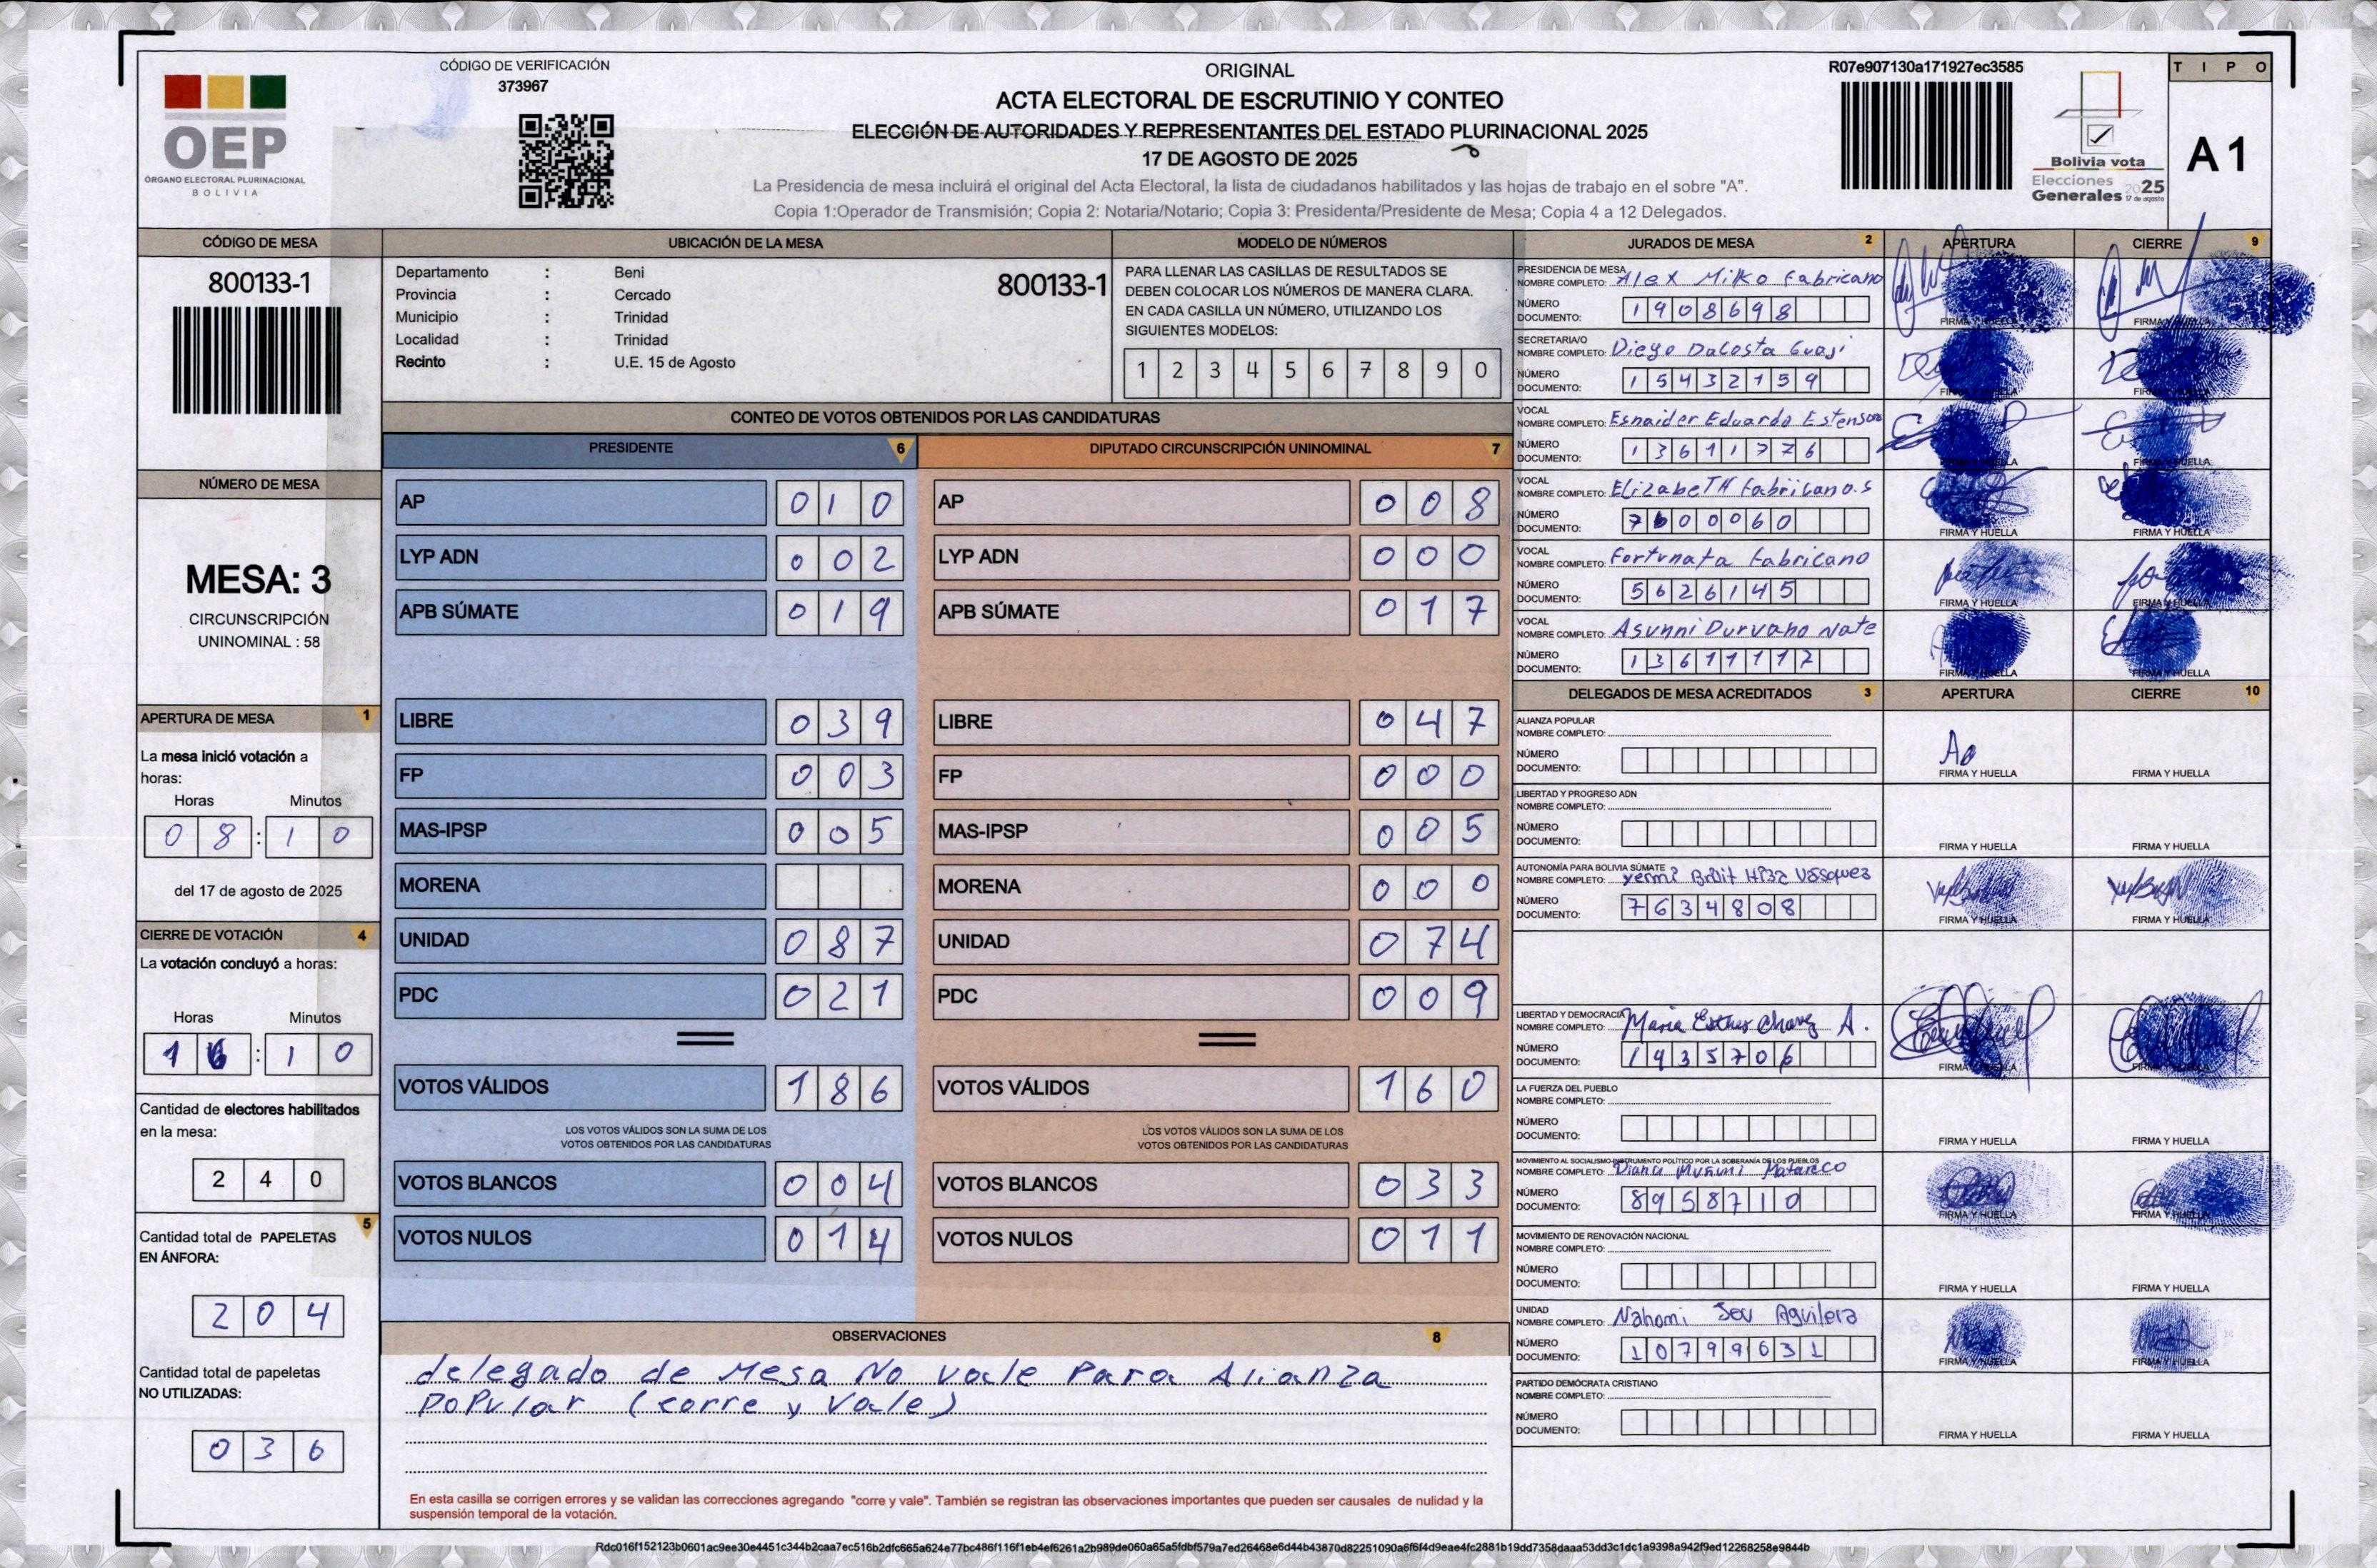 CÓDIGO DE VERIFICACIÓN
373967
OEP
ÓRGANO ELECTORAL PLURINACIONAL
BOLIVIA
ORIGINAL
ACTA ELECTORAL DE ESCRUTINIO Y CONTEO
ELECCIÓN DE AUTORIDADES Y REPRESENTANTES DEL ESTADO PLURINACIONAL 2025
17 DE AGOSTO DE 2025
La Presidencia de mesa incluirá el original del Acta Electoral, la lista de ciudadanos habilitados y las hojas de trabajo en el sobre "A".
Copia 1:Operador de Transmisión; Copia 2: Notaria/Notario; Copia 3: Presidenta/Presidente de Mesa; Copia 4 a 12 Delegados.
R07e907130a171927ec3585
Bolivia vota
Elecciones
Generales 2025
17 de agosto
TIPO
A1
CÓDIGO DE MESA
800133-1
NÚMERO DE MESA
MESA: 3
CIRCUNSCRIPCIÓN
UNINOMINAL : 58
APERTURA DE MESA 1
La mesa inició votación a
horas:
Horas Minutos
08:10
del 17 de agosto de 2025
CIERRE DE VOTACIÓN 4
La votación concluyó a horas:
Horas Minutos
16:10
Cantidad de electores habilitados
en la mesa:
240
5
Cantidad total de PAPELETAS
EN ÁNFORA:
204
Cantidad total de papeletas
NO UTILIZADAS:
036
UBICACIÓN DE LA MESA
Departamento : Beni
800133-1
Provincia : Cercado
Municipio : Trinidad
Localidad : Trinidad
Recinto : U.E. 15 de Agosto
MODELO DE NÚMEROS
PARA LLENAR LAS CASILLAS DE RESULTADOS SE
DEBEN COLOCAR LOS NÚMEROS DE MANERA CLARA.
EN CADA CASILLA UN NÚMERO, UTILIZANDO LOS
SIGUIENTES MODELOS:
1 2 3 4 5 6 7 8 9 0
CONTEO DE VOTOS OBTENIDOS POR LAS CANDIDATURAS
PRESIDENTE 6
AP 010
LYP ADN 002
APB SÚMATE 019
LIBRE 039
FP 003
MAS-IPSP 005
MORENA
UNIDAD 087
PDC 021
VOTOS VÁLIDOS 186
LOS VOTOS VÁLIDOS SON LA SUMA DE LOS
VOTOS OBTENIDOS POR LAS CANDIDATURAS
VOTOS BLANCOS 004
VOTOS NULOS 014
DIPUTADO CIRCUNSCRIPCIÓN UNINOMINAL 7
AP 008
LYP ADN 000
APB SÚMATE 017
LIBRE 047
FP 000
MAS-IPSP 005
MORENA 000
UNIDAD 074
PDC 009
VOTOS VÁLIDOS 160
LOS VOTOS VÁLIDOS SON LA SUMA DE LOS
VOTOS OBTENIDOS POR LAS CANDIDATURAS
VOTOS BLANCOS 033
VOTOS NULOS 011
OBSERVACIONES 8
delegado de Mesa No vale Para Alianza
Popular (corre y vale)
En esta casilla se corrigen errores y se validan las correcciones agregando "corre y vale". También se registran las observaciones importantes que pueden ser causales de nulidad y la
suspensión temporal de la votación.
JURADOS DE MESA 2 APERTURA CIERRE 9
PRESIDENCIA DE MESA
NOMBRE COMPLETO: Alex Milko Fabricano
NÚMERO
DOCUMENTO: 1908698
FIRMA Y HUELLA FIRMA Y HUELLA
SECRETARIA/O
NOMBRE COMPLETO: Diego Dacosta Guaji
NÚMERO
DOCUMENTO: 15432159
FIRMA Y HUELLA FIRMA Y HUELLA
VOCAL
NOMBRE COMPLETO: Esnaider Eduardo Estensoro
NÚMERO
DOCUMENTO: 13611776
FIRMA Y HUELLA FIRMA Y HUELLA
VOCAL
NOMBRE COMPLETO: ElizabeTH Fabricano.S
NÚMERO
DOCUMENTO: 7600060
FIRMA Y HUELLA FIRMA Y HUELLA
VOCAL
NOMBRE COMPLETO: Fortunata Fabricano
NÚMERO
DOCUMENTO: 5626145
FIRMA Y HUELLA FIRMA Y HUELLA
VOCAL
NOMBRE COMPLETO: Asunni Durvano Nate
NÚMERO
DOCUMENTO: 13611117
FIRMA Y HUELLA FIRMA Y HUELLA
DELEGADOS DE MESA ACREDITADOS 3 APERTURA CIERRE 10
ALIANZA POPULAR
NOMBRE COMPLETO:
NÚMERO
DOCUMENTO:
FIRMA Y HUELLA FIRMA Y HUELLA
LIBERTAD Y PROGRESO ADN
NOMBRE COMPLETO:
NÚMERO
DOCUMENTO:
FIRMA Y HUELLA FIRMA Y HUELLA
AUTONOMÍA PARA BOLIVIA SÚMATE
NOMBRE COMPLETO: Yermi Vasquez
NÚMERO
DOCUMENTO: 7634808
FIRMA Y HUELLA FIRMA Y HUELLA
LIBERTAD Y DEMOCRACIA
NOMBRE COMPLETO: Maria Esther Chavez A.
NÚMERO
DOCUMENTO: 1935706
FIRMA Y HUELLA FIRMA Y HUELLA
LA FUERZA DEL PUEBLO
NOMBRE COMPLETO:
NÚMERO
DOCUMENTO:
FIRMA Y HUELLA FIRMA Y HUELLA
MOVIMIENTO AL SOCIALISMO-INSTRUMENTO POLÍTICO POR LA SOBERANÍA DE LOS PUEBLOS
NOMBRE COMPLETO: Diana Matareco
NÚMERO
DOCUMENTO: 8958710
FIRMA Y HUELLA FIRMA Y HUELLA
MOVIMIENTO DE RENOVACIÓN NACIONAL
NOMBRE COMPLETO:
NÚMERO
DOCUMENTO:
FIRMA Y HUELLA FIRMA Y HUELLA
UNIDAD
NOMBRE COMPLETO: Nahomi Aguilera
NÚMERO
DOCUMENTO: 10799631
FIRMA Y HUELLA FIRMA Y HUELLA
PARTIDO DEMÓCRATA CRISTIANO
NOMBRE COMPLETO:
NÚMERO
DOCUMENTO:
FIRMA Y HUELLA FIRMA Y HUELLA